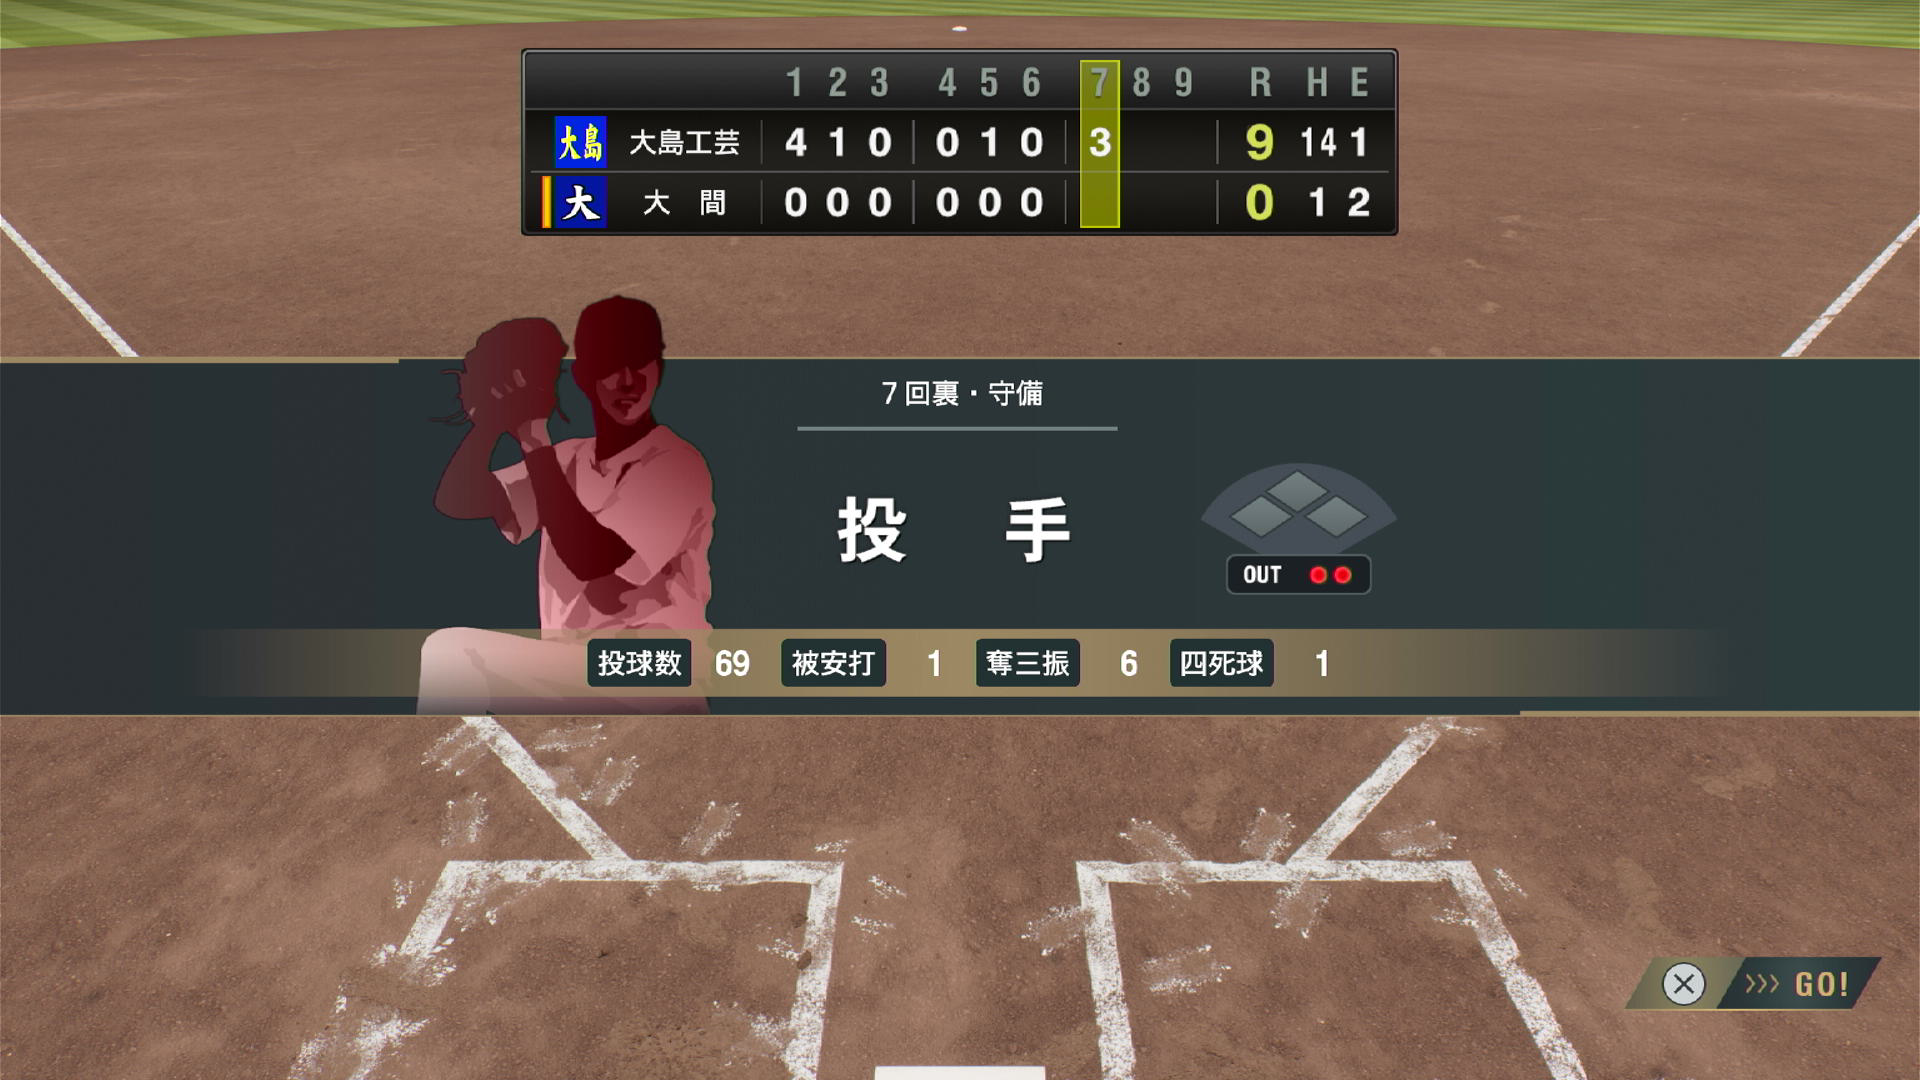 1 2 3 4 5 6 7 8 9 R H E
大島 大島工芸 4 1 0 0 1 0 3 9 14 1
大 大 間 0 0 0 0 0 0 0 1 2
7回裏・守備
投 手
OUT
投球数 69 被安打 1 奪三振 6 四死球 1
>>> GO!